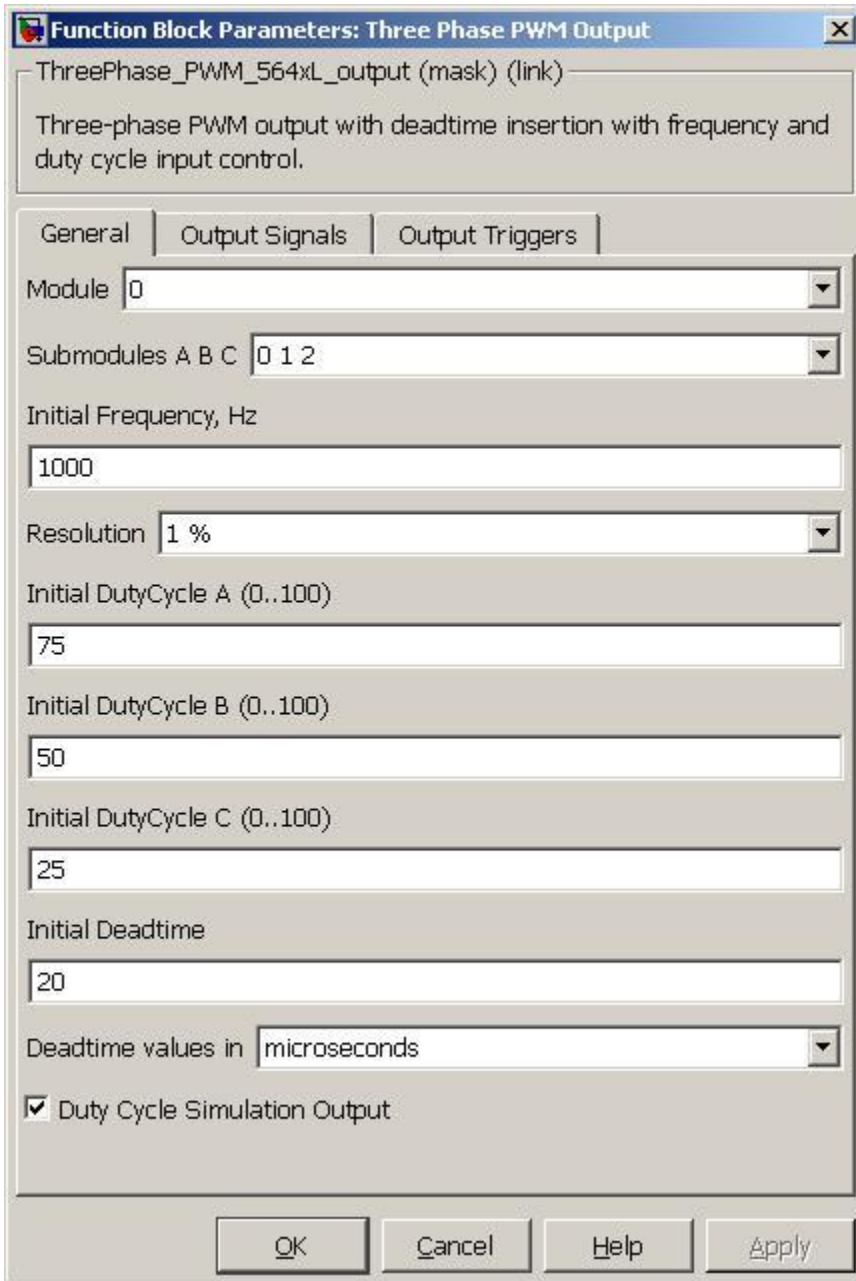 Function Block Parameters: Three Phase PWM Output
ThreePhase_PWM_564xL_output (mask) (link)
Three-phase PWM output with deadtime insertion with frequency and
duty cycle input control.
General Output Signals Output Triggers
Module 0
Submodules A B C 0 1 2
Initial Frequency, Hz
1000
Resolution 1 %
Initial DutyCycle A (0..100)
75
Initial DutyCycle B (0..100)
50
Initial DutyCycle C (0..100)
25
Initial Deadtime
20
Deadtime values in microseconds
Duty Cycle Simulation Output
OK Cancel Help Apply